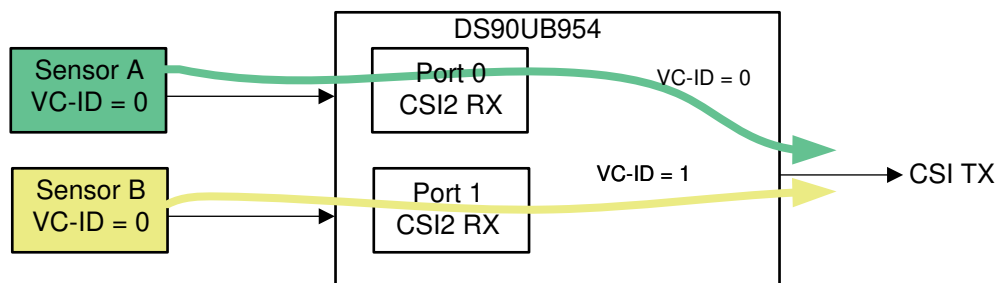 DS90UB954
Sensor A
VC-ID = 0
Port 0
CSI2 RX
VC-ID = 0
Sensor B
VC-ID = 0
Port 1
CSI2 RX
VC-ID = 1
CSI TX